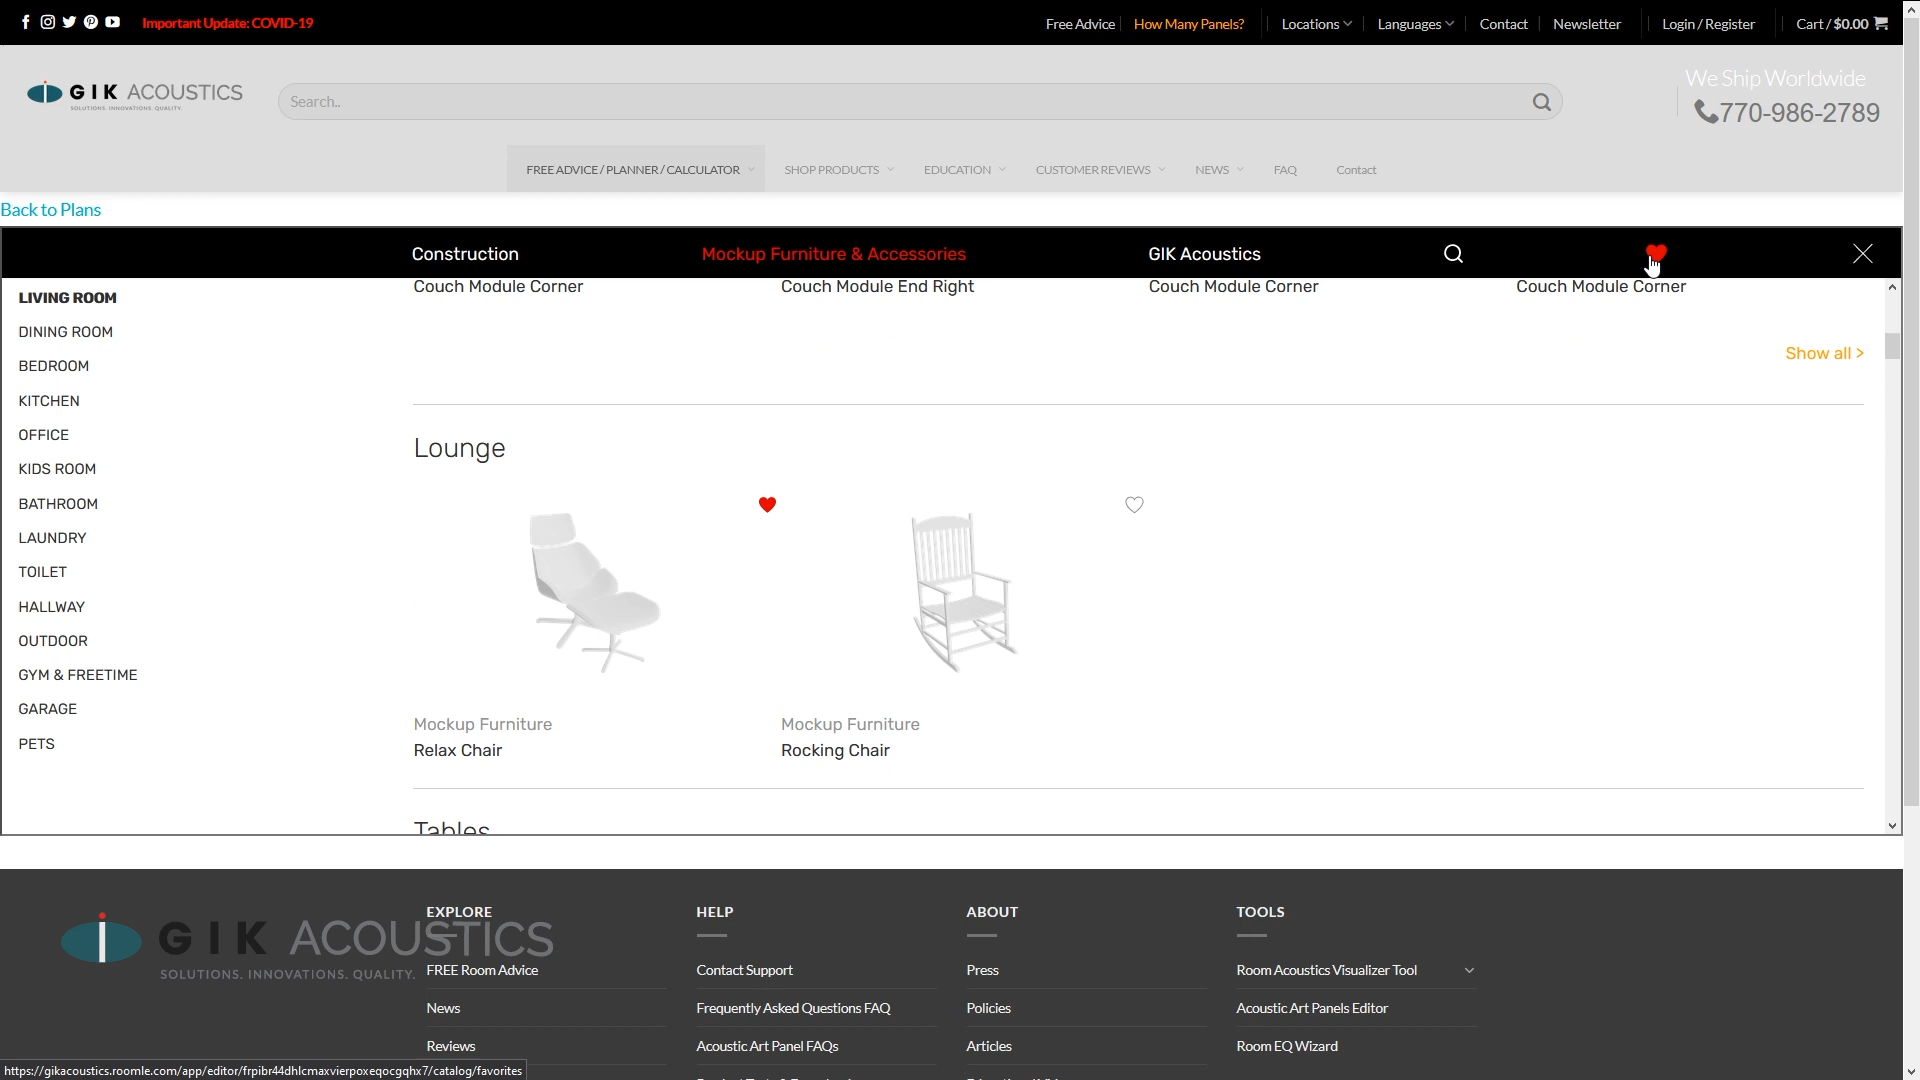 Important Update: COVID-19
Free Advice
How Many Panels?
Locations
Languages
Contact
Newsletter
Login / Register
Cart / $0.00
GIK ACOUSTICS
SOLUTIONS. INNOVATIONS. QUALITY.
Search..
We Ship Worldwide
770-986-2789
FREE ADVICE / PLANNER / CALCULATOR
SHOP PRODUCTS
EDUCATION
CUSTOMER REVIEWS
NEWS
FAQ
Contact
Back to Plans
Construction
Mockup Furniture & Accessories
GIK Acoustics
LIVING ROOM
DINING ROOM
BEDROOM
KITCHEN
OFFICE
KIDS ROOM
BATHROOM
LAUNDRY
TOILET
HALLWAY
OUTDOOR
GYM & FREETIME
GARAGE
PETS
Couch Module Corner
Couch Module End Right
Couch Module Corner
Couch Module Corner
Show all >
Lounge
Mockup Furniture
Relax Chair
Mockup Furniture
Rocking Chair
Tables
GIK ACOUSTICS
SOLUTIONS. INNOVATIONS. QUALITY.
EXPLORE
FREE Room Advice
News
Reviews
HELP
Contact Support
Frequently Asked Questions FAQ
Acoustic Art Panel FAQs
ABOUT
Press
Policies
Articles
TOOLS
Room Acoustics Visualizer Tool
Acoustic Art Panels Editor
Room EQ Wizard
https://gikacoustics.roomle.com/app/editor/frpibr44dhlcmaxvierpoxeqocgqhx7/catalog/favorites